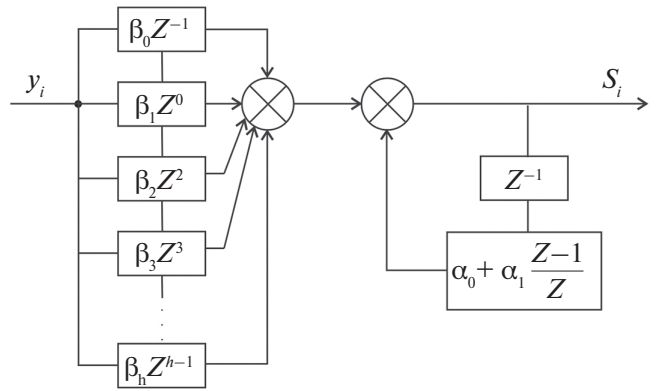 β₀Z⁻¹
yᵢ
Sᵢ
β₁Z⁰
β₂Z²
Z⁻¹
β₃Z³
α₀ + α₁ (Z−1)/Z
βₕZʰ⁻¹